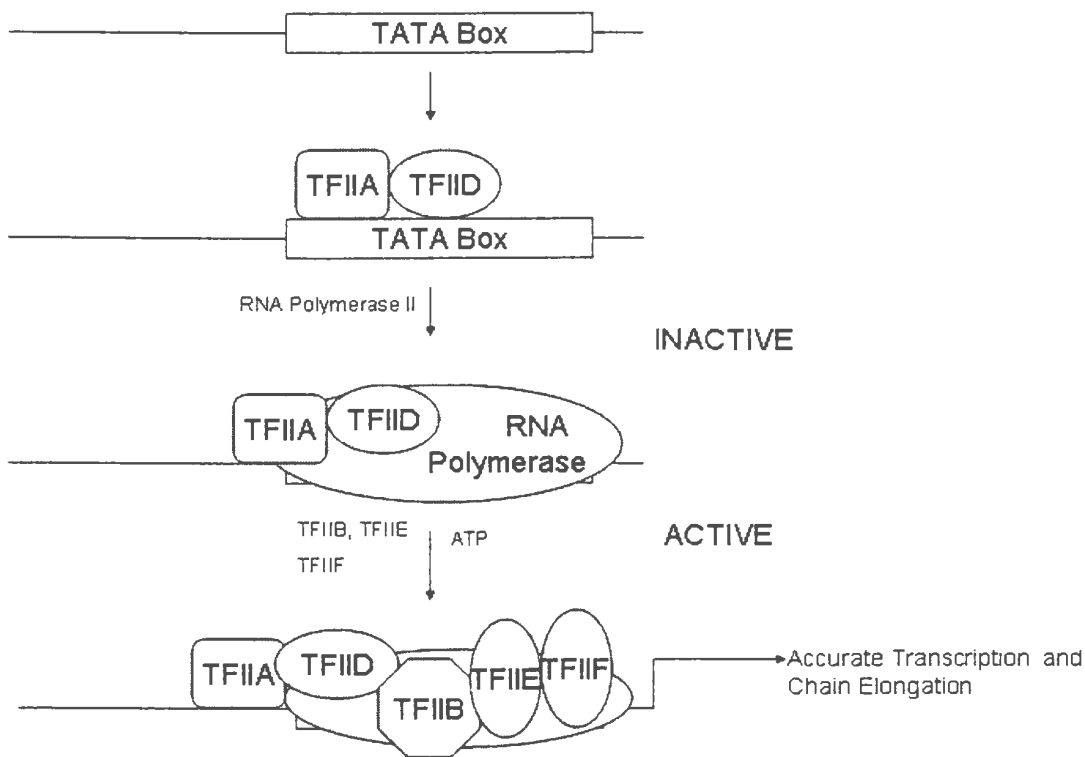 TATA Box
TFIIA TFIID
TATA Box
RNA Polymerase II
INACTIVE
TFIIA TFIID RNA
Polymerase
TFIIB, TFIIE ATP
ACTIVE
TFIIF
TFIIA TFIID TFIIB TFIIE TFIIF
Accurate Transcription and
Chain Elongation